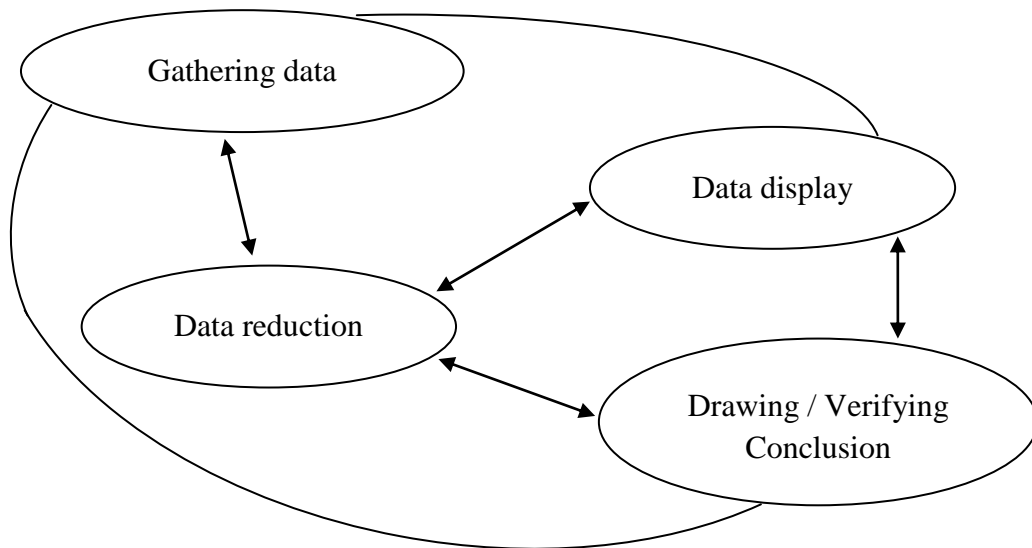 Gathering data
Data display
Data reduction
Drawing / Verifying
Conclusion